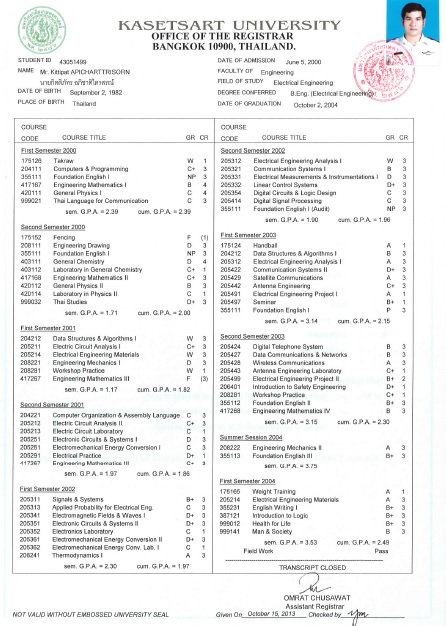 KASETSART UNIVERSITY
OFFICE OF THE REGISTRAR
BANGKOK 10900, THAILAND.
STUDENT ID 43051499
NAME Mr. Kitipat APICHARTTRISORN
DATE OF BIRTH September 2, 1982
PLACE OF BIRTH Thailand
DATE OF ADMISSION June 5, 2000
FACULTY OF Engineering
FIELD OF STUDY Electrical Engineering
DEGREE CONFERRED B.Eng. (Electrical Engineering)
DATE OF GRADUATION October 2, 2004
COURSE
CODE COURSE TITLE GR CR
First Semester 2000
175126 Takraw W 1
204111 Computers & Programming C+ 3
355111 Foundation English I NP 3
417167 Engineering Mathematics I B 4
420111 General Physics I C 4
999021 Thai Language for Communication C 3
sem. G.P.A. = 2.39 cum. G.P.A. = 2.39
Second Semester 2000
175152 Fencing F (1)
208111 Engineering Drawing D 3
355111 Foundation English I NP 3
403111 General Chemistry D 4
403112 Laboratory in General Chemistry C+ 1
417168 Engineering Mathematics II C+ 3
420112 General Physics II B 3
420114 Laboratory in Physics II C 1
999032 Thai Studies D+ 3
sem. G.P.A. = 1.71 cum. G.P.A. = 2.00
First Semester 2001
204212 Data Structures & Algorithms I W 3
205211 Electric Circuit Analysis I C+ 3
205214 Electrical Engineering Materials W 3
208221 Engineering Mechanics I D 3
208281 Workshop Practice W 1
417267 Engineering Mathematics III F (3)
sem. G.P.A. = 1.17 cum. G.P.A. = 1.82
Second Semester 2001
204221 Computer Organization & Assembly Language C 3
205212 Electric Circuit Analysis II C+ 3
205213 Electric Circuit Laboratory C 1
205251 Electronic Circuits & Systems I D 3
205261 Electromechanical Energy Conversion I C 3
205291 Electrical Practice D+ 1
417267 Engineering Mathematics III C+ 3
sem. G.P.A. = 1.97 cum. G.P.A. = 1.86
First Semester 2002
205311 Signals & Systems B+ 3
205313 Applied Probability for Electrical Eng. C 3
205341 Electromagnetic Fields & Waves I D+ 3
205351 Electronic Circuits & Systems II D+ 3
205352 Electronics Laboratory C 1
205361 Electromechanical Energy Conversion II D+ 3
205362 Electromechanical Energy Conv. Lab. I C 1
208241 Thermodynamics I A 3
sem. G.P.A. = 2.30 cum. G.P.A. = 1.97
COURSE
CODE COURSE TITLE GR CR
Second Semester 2002
205312 Electrical Engineering Analysis I W 3
205321 Communication Systems I B 3
205331 Electrical Measurements and Instrumentations I D 3
205332 Linear Control Systems D+ 3
205354 Digital Circuits & Logic Design C 3
205414 Digital Signal Processing C 3
355111 Foundation English I (Audit) NP 3
sem. G.P.A. = 1.90 cum. G.P.A. = 1.96
First Semester 2003
175124 Handball A 1
204212 Data Structures & Algorithms I B 3
205312 Electrical Engineering Analysis I A 3
205422 Communication Systems II D+ 3
205429 Satellite Communications A 3
205442 Antenna Engineering C+ 3
205491 Electrical Engineering Project I A 1
205497 Seminar B+ 1
355111 Foundation English I P 3
sem. G.P.A. = 3.14 cum. G.P.A. = 2.15
Second Semester 2003
205424 Digital Telephone System B 3
205427 Data Communications & Networks B 3
205428 Wireless Communications A 3
205443 Antenna Engineering Laboratory C+ 1
205499 Electrical Engineering Project II B+ 2
206401 Introduction to Safety Engineering D+ 1
208281 Workshop Practice C+ 1
355112 Foundation English II B+ 3
417268 Engineering Mathematics IV B 3
sem. G.P.A. = 3.15 cum. G.P.A. = 2.30
Summer Session 2004
208222 Engineering Mechanics II A 3
355113 Foundation English III B+ 3
sem. G.P.A. = 3.75
First Semester 2004
175165 Weight Training A 1
205214 Electrical Engineering Materials A 3
355231 English Writing I B+ 3
387121 Introduction to Logic B+ 3
999012 Health for Life B+ 3
999141 Man & Society B 3
sem. G.P.A. = 3.53 cum. G.P.A. = 2.49
Field Work Pass
TRANSCRIPT CLOSED
OMRAT CHUSAWAT
Assistant Registrar
NOT VALID WITHOUT EMBOSSED UNIVERSITY SEAL
Given On October 15, 2013 Checked by